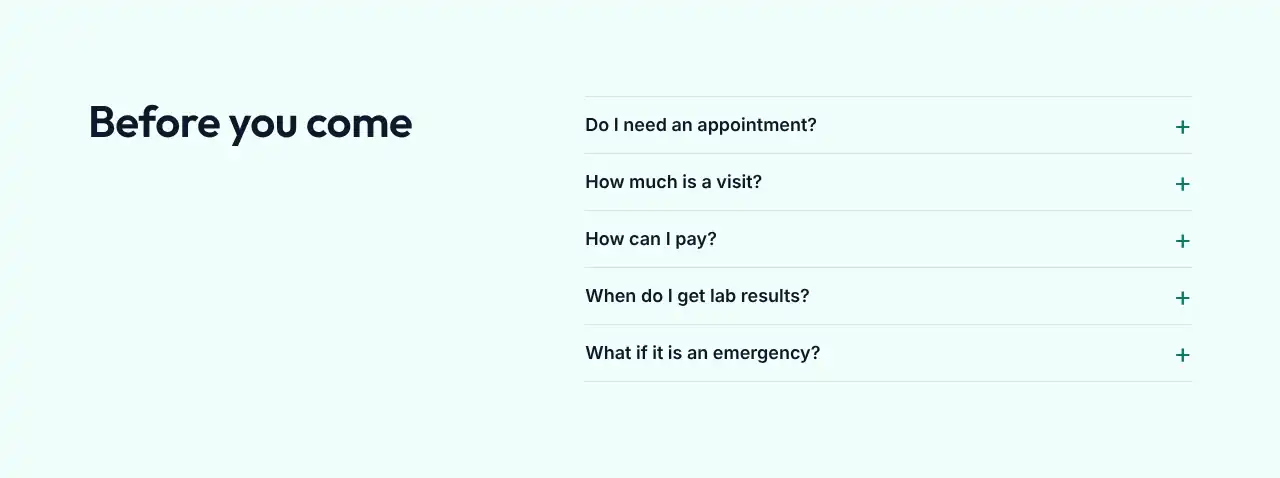 Before you come
Do I need an appointment?
How much is a visit?
How can I pay?
When do I get lab results?
What if it is an emergency?